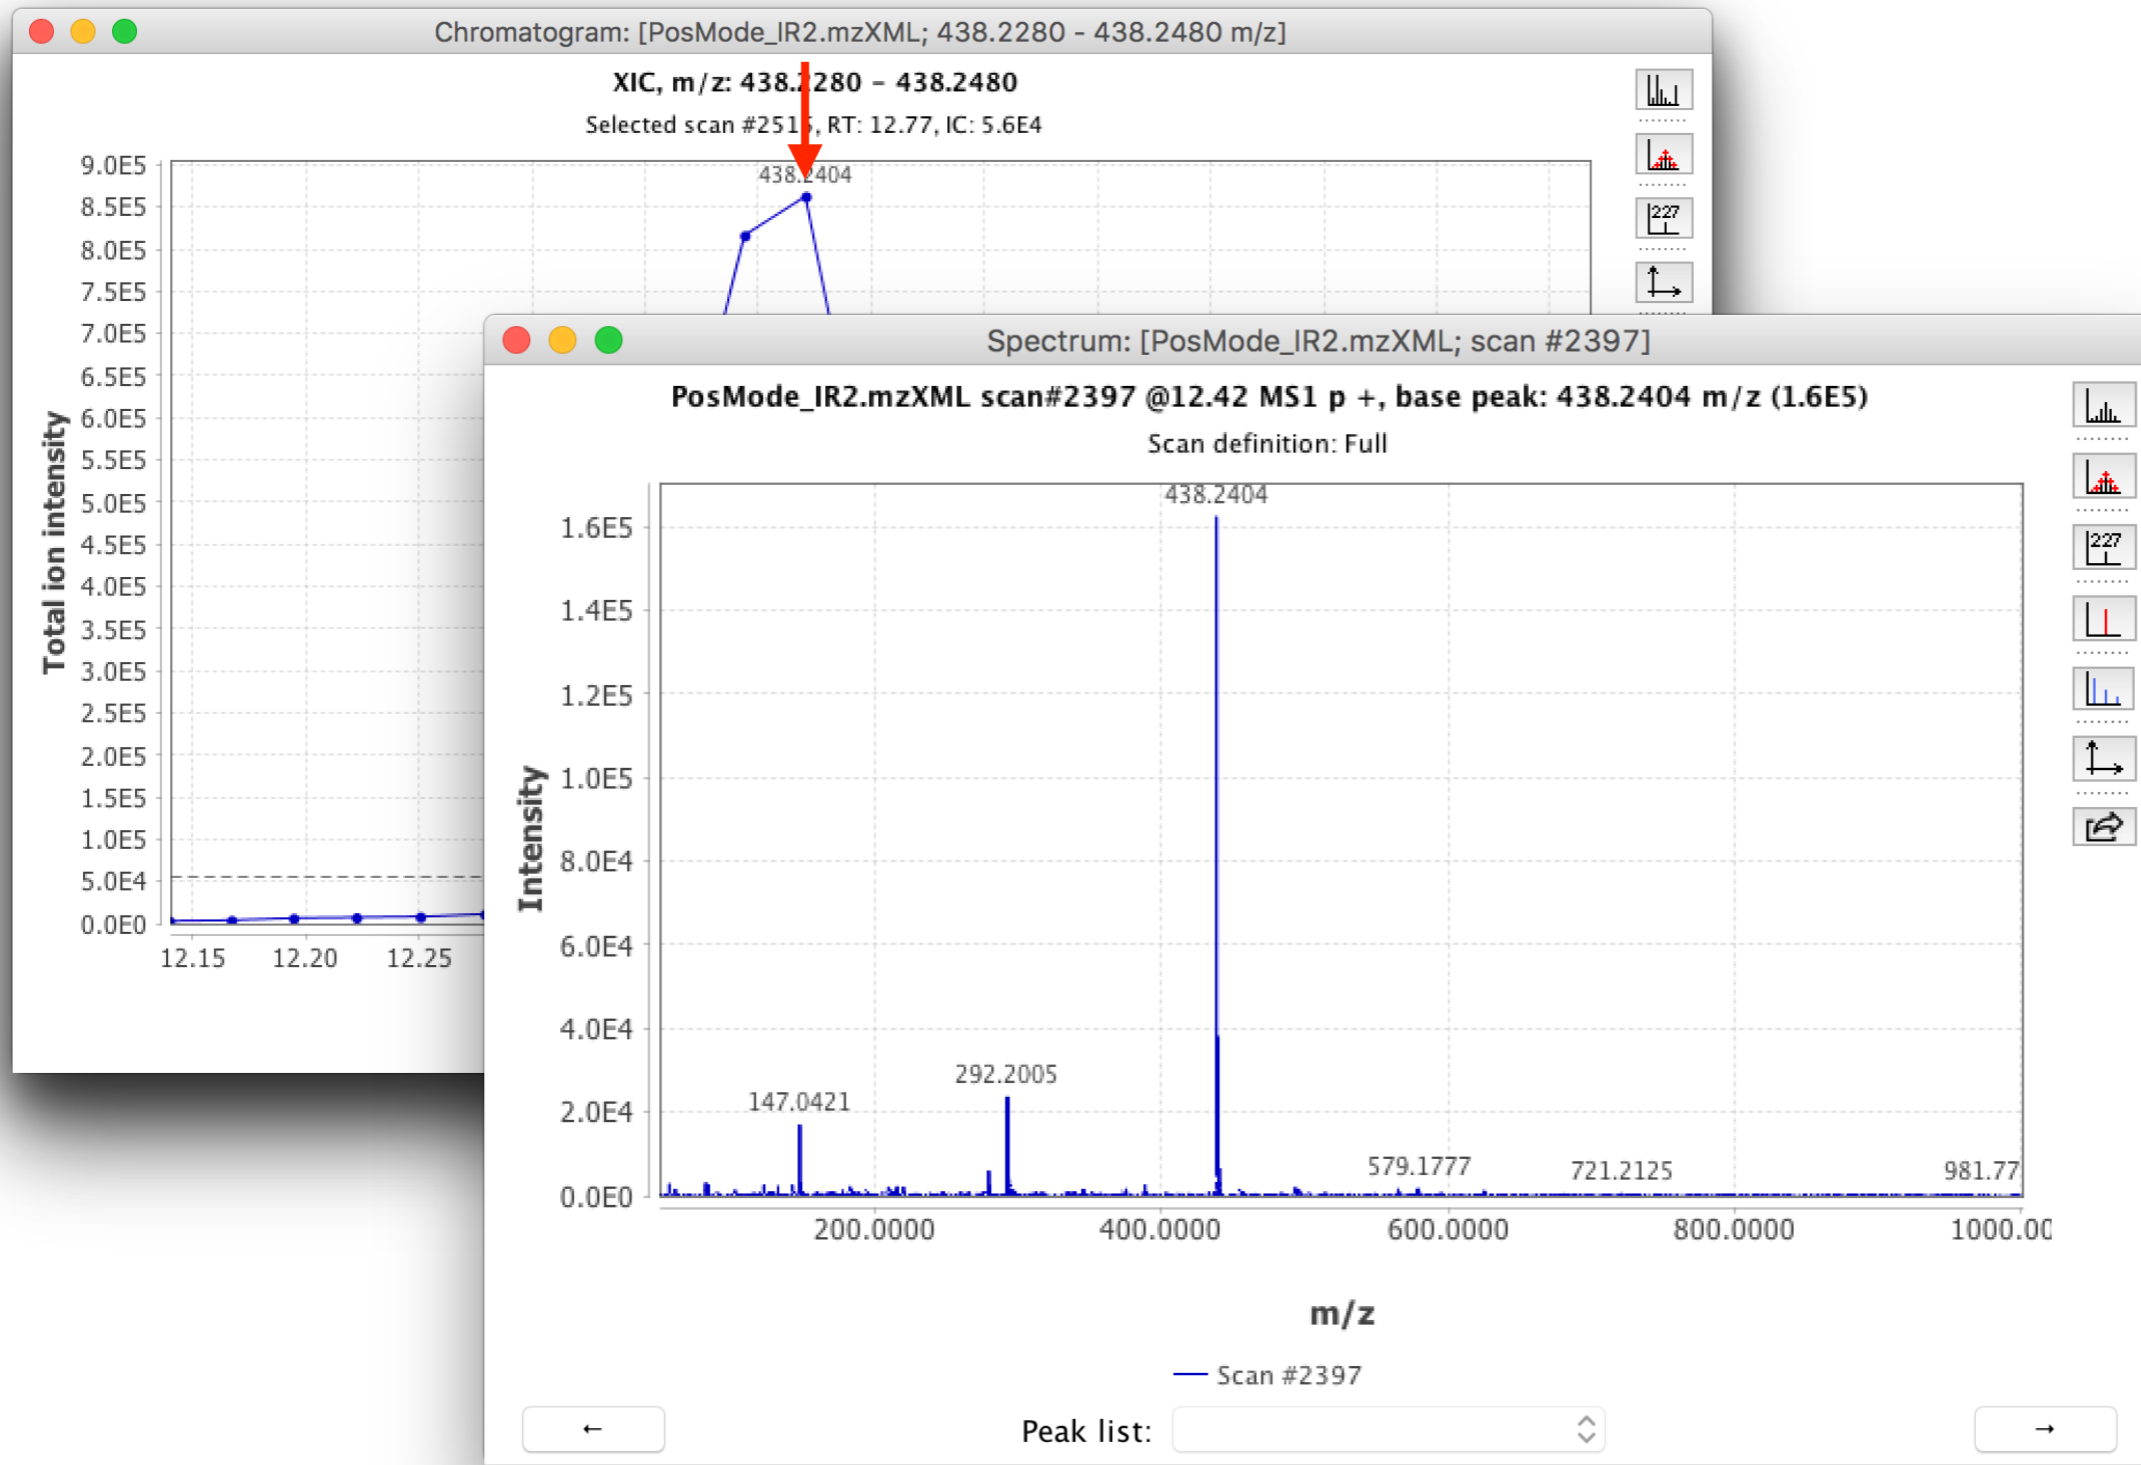 Chromatogram: [PosMode_IR2.mzXML; 438.2280 - 438.2480 m/z]
XIC, m/z: 438.2280 - 438.2480
Selected scan #2515, RT: 12.77, IC: 5.6E4
438.2404
9.0E5
8.5E5
8.0E5
7.5E5
7.0E5
6.5E5
6.0E5
5.5E5
5.0E5
4.5E5
4.0E5
3.5E5
3.0E5
2.5E5
2.0E5
1.5E5
1.0E5
5.0E4
0.0E0
Total ion intensity
12.15 12.20 12.25
227
Spectrum: [PosMode_IR2.mzXML; scan #2397]
PosMode_IR2.mzXML scan#2397 @12.42 MS1 p +, base peak: 438.2404 m/z (1.6E5)
Scan definition: Full
438.2404
1.6E5
1.4E5
1.2E5
1.0E5
8.0E4
6.0E4
4.0E4
2.0E4
0.0E0
Intensity
292.2005
147.0421
579.1777 721.2125 981.77
200.0000 400.0000 600.0000 800.0000 1000.00
m/z
Scan #2397
← Peak list: →
227